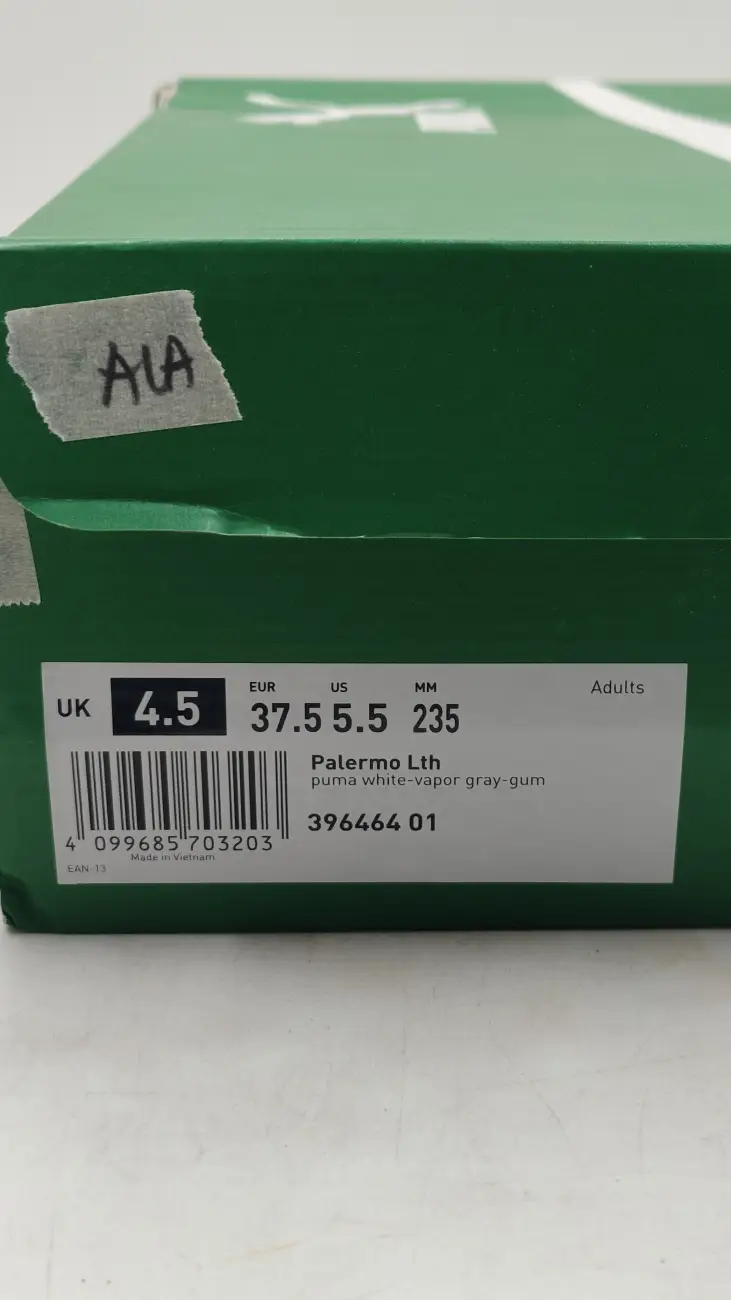 ALA
UK 4.5
EUR US MM Adults
37.5 5.5 235
Palermo Lth
puma white-vapor gray-gum
396464 01
4 099685 703203
Made in Vietnam
EAN-13